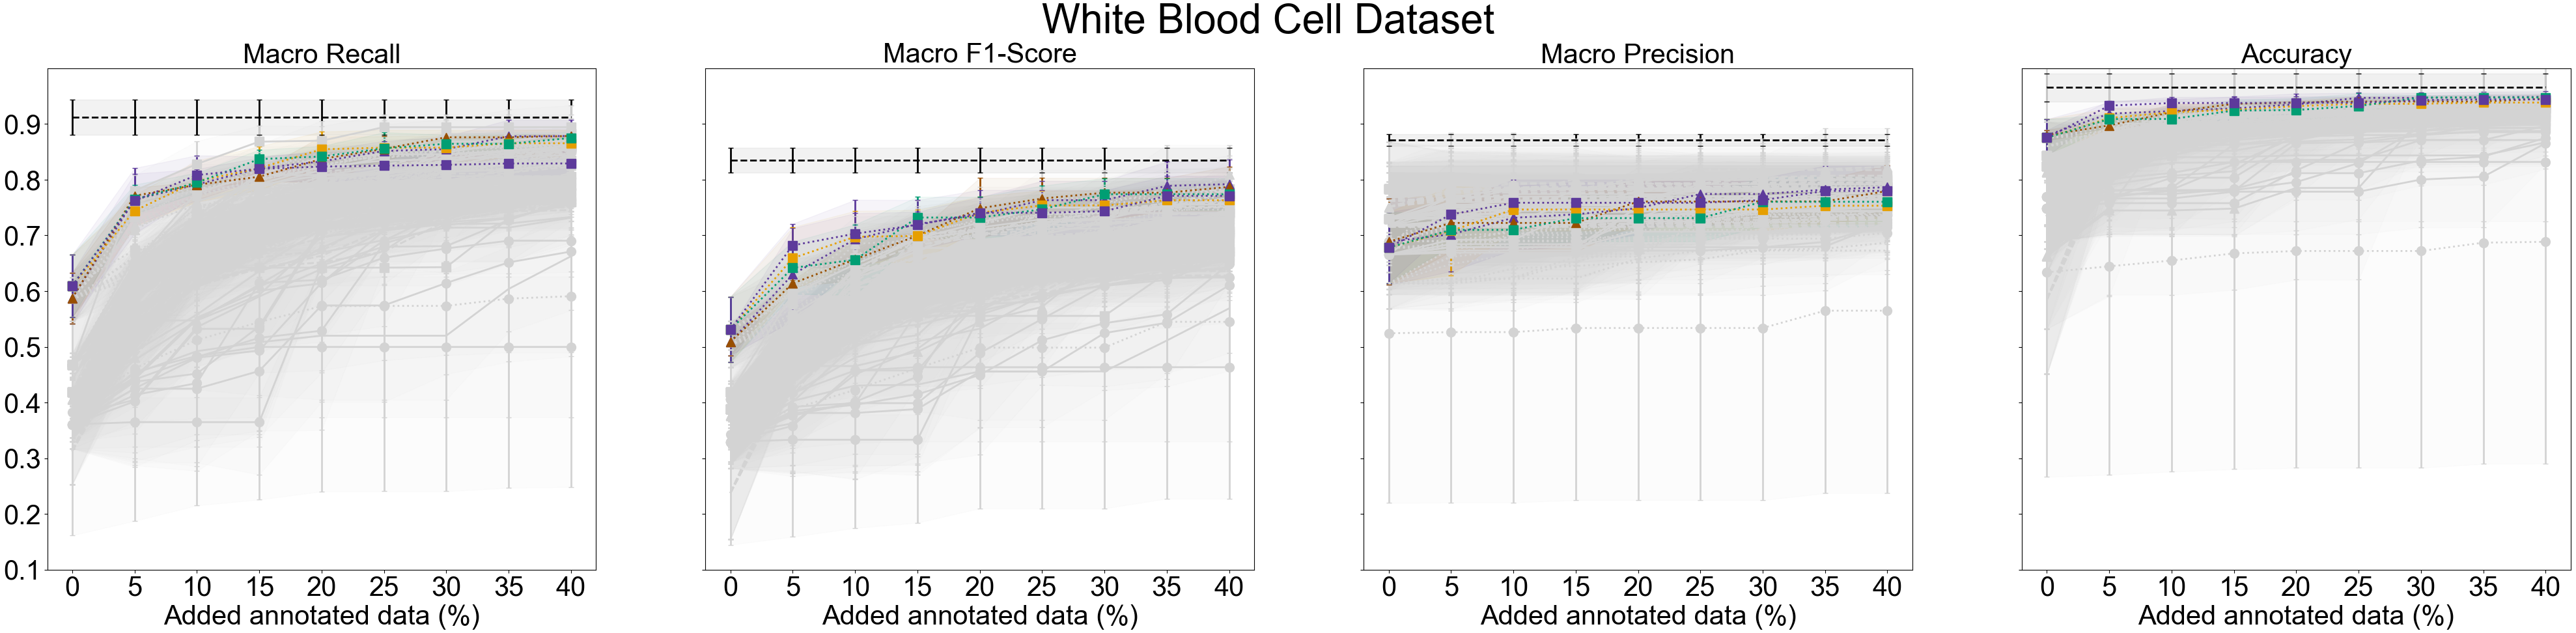 White Blood Cell Dataset
Macro Recall
Macro F1-Score
Macro Precision
Accuracy
0.9
0.8
0.7
0.6
0.5
0.4
0.3
0.2
0.1
0 5 10 15 20 25 30 35 40
0 5 10 15 20 25 30 35 40
0 5 10 15 20 25 30 35 40
0 5 10 15 20 25 30 35 40
Added annotated data (%)
Added annotated data (%)
Added annotated data (%)
Added annotated data (%)